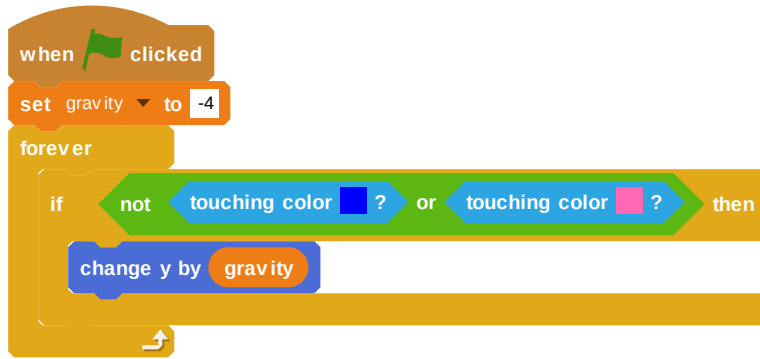 when clicked
set gravity to -4
forever
if not touching color ? or touching color ? then
change y by gravity